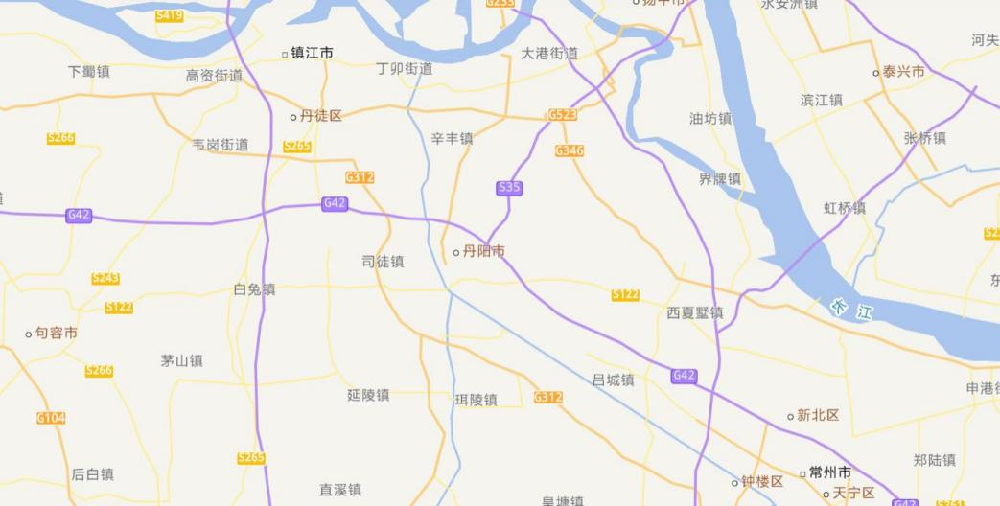 G233
扬中市
永安洲镇
S419
河失
镇江市
大港街道
下蜀镇
高资街道
丁卯街道
泰兴市
滨江镇
丹徒区
G523
油坊镇
S266
辛丰镇
张桥镇
韦岗街道
S265
G346
G312
界牌镇
S35
道
G42
G42
虹桥镇
丹阳市
司徒镇
S243
东
白兔镇
S122
S122
长江
西夏墅镇
句容市
茅山镇
S266
G42
吕城镇
申港街
延陵镇
珥陵镇
G312
G104
新北区
S265
郑陆镇
后白镇
常州市
钟楼区
直溪镇
天宁区
皇塘镇
G42
S261